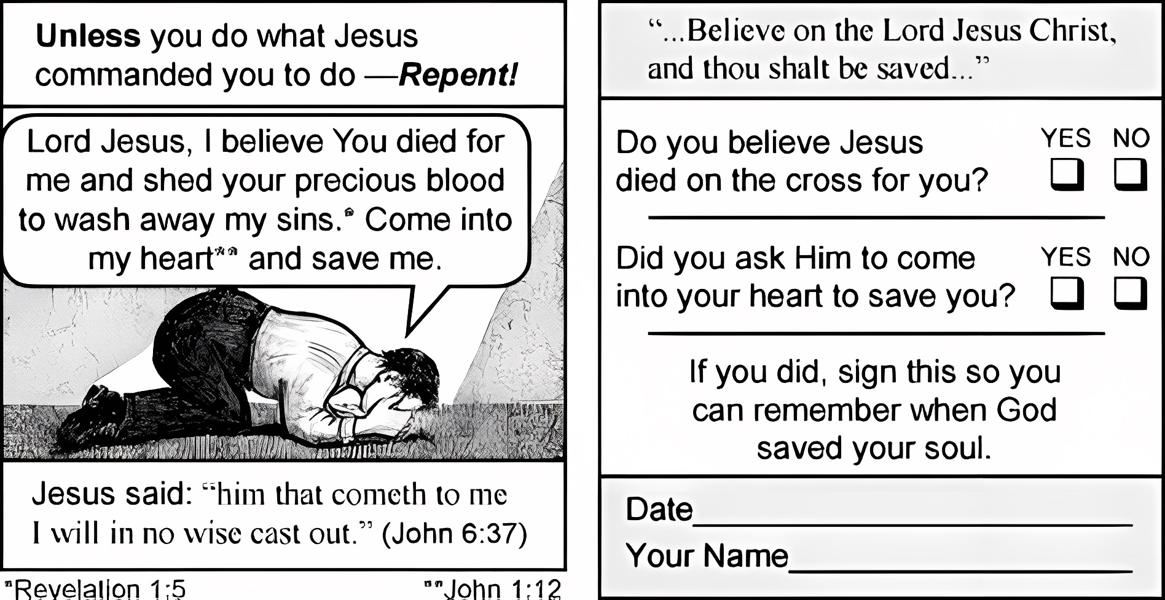 Unless you do what Jesus
commanded you to do —Repent!
Lord Jesus, I believe You died for
me and shed your precious blood
to wash away my sins.* Come into
my heart** and save me.
Jesus said: “him that cometh to me
I will in no wise cast out.” (John 6:37)
*Revelation 1:5
**John 1:12
“...Believe on the Lord Jesus Christ,
and thou shalt be saved...”
Do you believe Jesus
died on the cross for you?
YES NO
Did you ask Him to come
into your heart to save you?
YES NO
If you did, sign this so you
can remember when God
saved your soul.
Date
Your Name